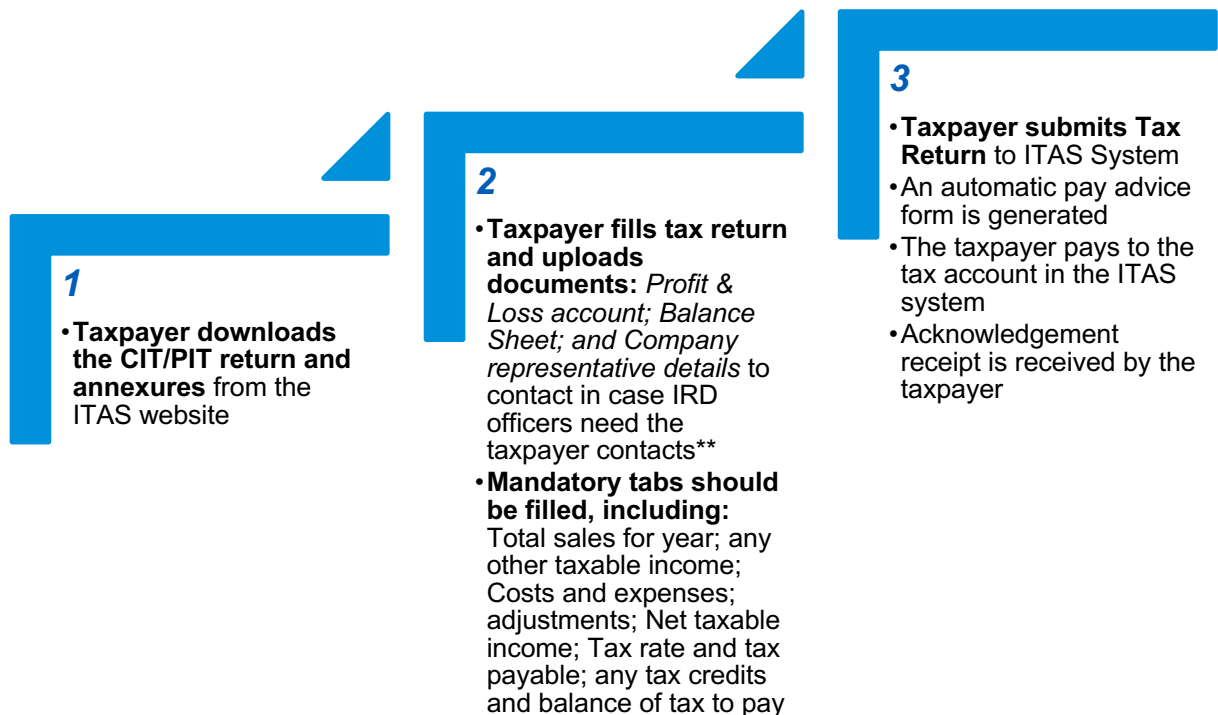 1
•Taxpayer downloads
the CIT/PIT return and
annexures from the
ITAS website
2
•Taxpayer fills tax return
and uploads
documents: Profit &
Loss account; Balance
Sheet; and Company
representative details to
contact in case IRD
officers need the
taxpayer contacts**
•Mandatory tabs should
be filled, including:
Total sales for year; any
other taxable income;
Costs and expenses;
adjustments; Net taxable
income; Tax rate and tax
payable; any tax credits
and balance of tax to pay
3
•Taxpayer submits Tax
Return to ITAS System
•An automatic pay advice
form is generated
•The taxpayer pays to the
tax account in the ITAS
system
•Acknowledgement
receipt is received by the
taxpayer